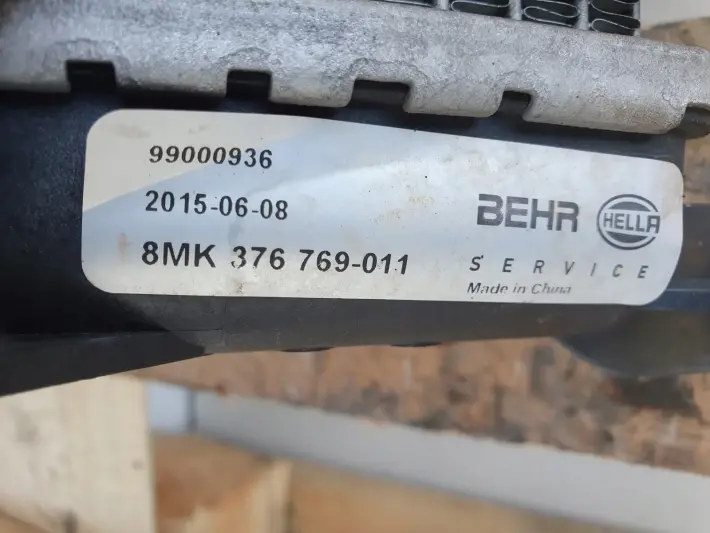 99000936
2015-06-08
8MK 376 769-011
BEHR HELLA
SERVICE
Made in China